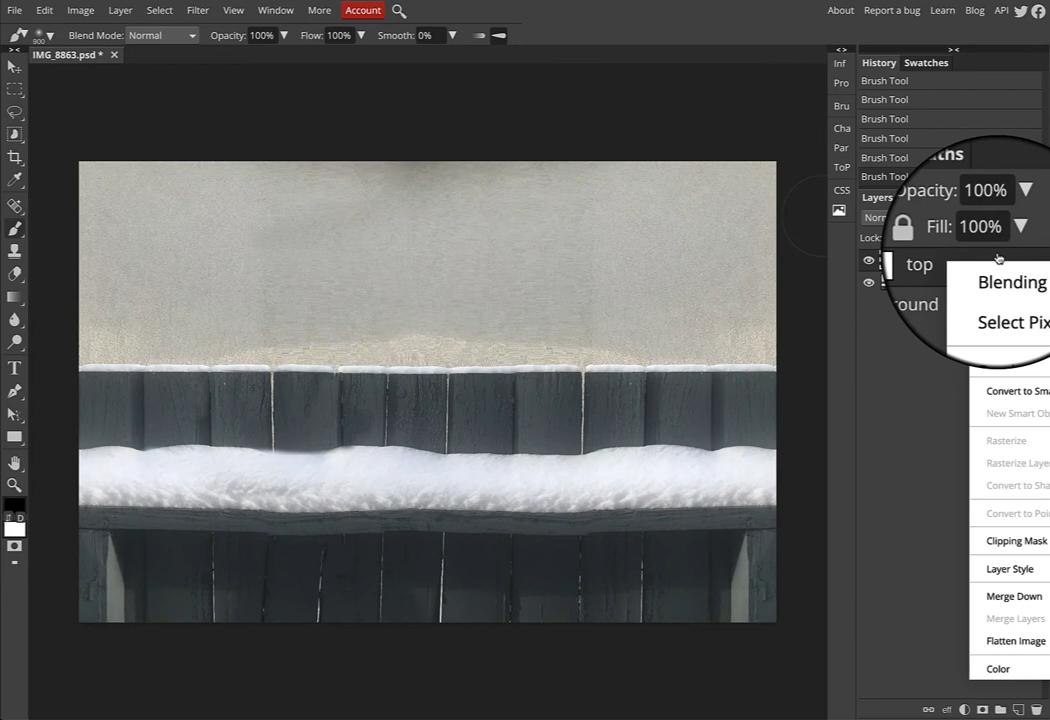 File Edit Image Layer Select Filter View Window More Account About Report a bug Learn Blog API
900 Blend Mode: Normal Opacity: 100% Flow: 100% Smooth: 0%
IMG_8863.psd *
Inf
Pro
Bru
Cha
Par
ToP
CSS
History Swatches
Brush Tool
Brush Tool
Brush Tool
Brush Tool
Brush Tool
Layers
Opacity: 100%
Fill: 100%
top
Blending
round
Select Pix
Convert to Sma
New Smart Ob
Rasterize
Rasterize Laye
Convert to Sha
Convert to Poi
Clipping Mask
Layer Style
Merge Down
Merge Layers
Flatten Image
Color
D